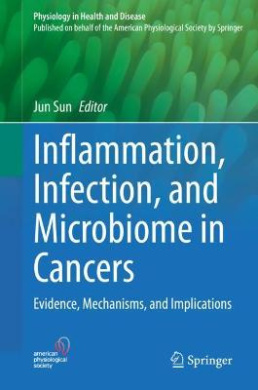 Physiology in Health and Disease
Published on behalf of the American Physiological Society by Springer
Jun Sun Editor
Inflammation,
Infection, and
Microbiome in
Cancers
Evidence, Mechanisms, and Implications
american
physiological
society
Springer